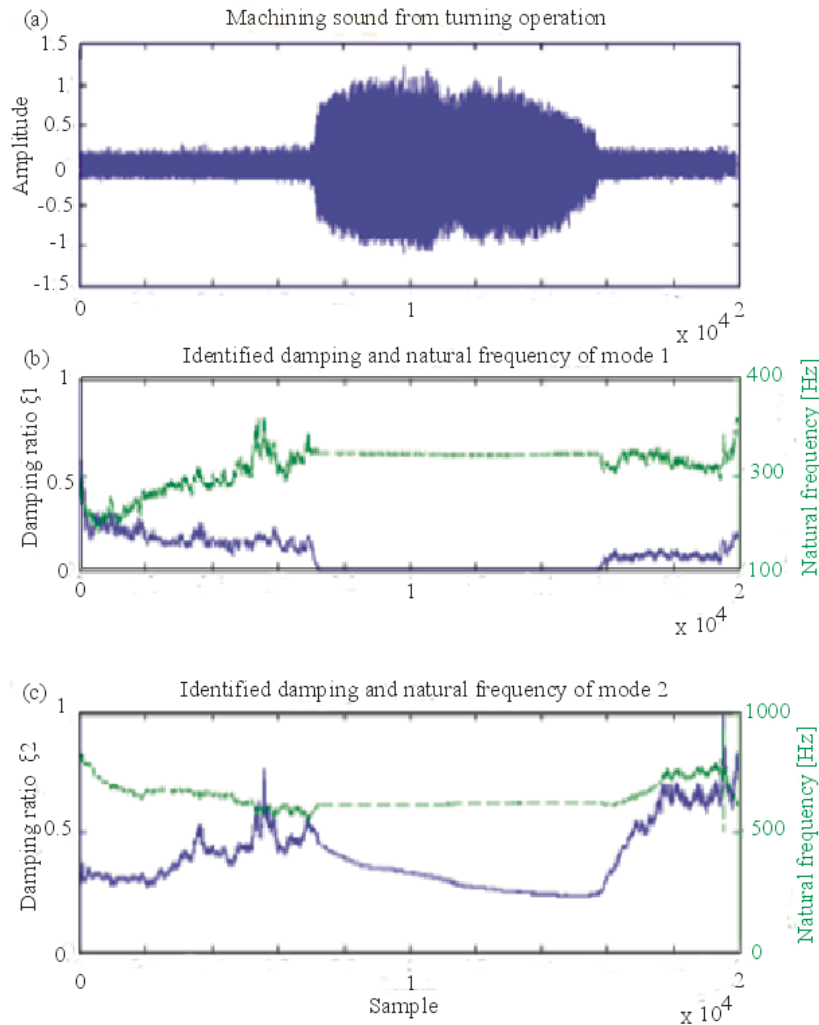 (a) Machining sound from turning operation
1.5
1
0.5
0
-0.5
-1
-1.5
Amplitude
0 1 2
x 10^4
(b) Identified damping and natural frequency of mode 1
1
0.5
0
Damping ratio ξ1
400
300
200
100
Natural frequency [Hz]
0 1 2
x 10^4
(c) Identified damping and natural frequency of mode 2
1
0.5
0
Damping ratio ξ2
1000
500
0
Natural frequency [Hz]
0 1 2
Sample
x 10^4